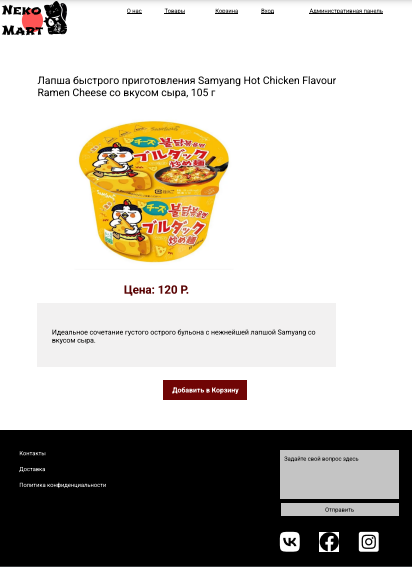 Neko
Mart
О нас
Товары
Корзина
Вход
Административная панель
Лапша быстрого приготовления Samyang Hot Chicken Flavour
Ramen Cheese со вкусом сыра, 105 г
チーズ 불닭볶음면
ブルダック
炒め麺
チーズ 불닭볶음면
ブルダック
炒め麺
Цена: 120 Р.
Идеальное сочетание густого острого бульона с нежнейшей лапшой Samyang со
вкусом сыра.
Добавить в Корзину
Контакты
Доставка
Политика конфиденциальности
Задайте свой вопрос здесь
Отправить